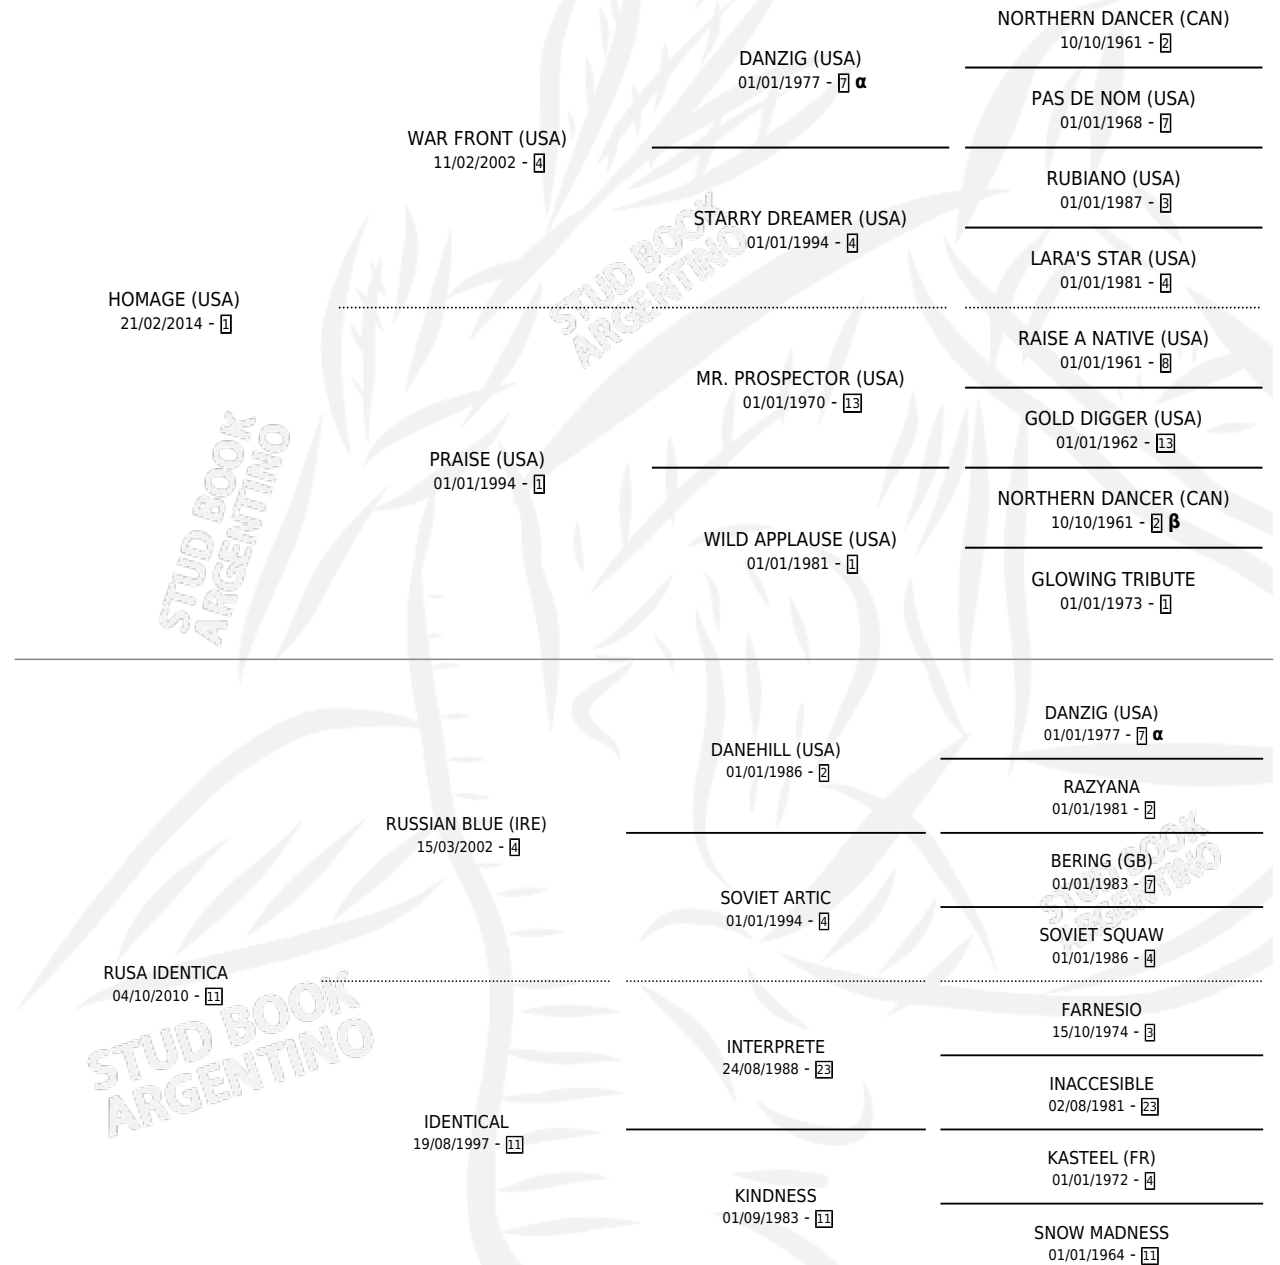 NORTHERN DANCER (CAN)
10/10/1961 - 2
DANZIG (USA)
01/01/1977 - 7 α
PAS DE NOM (USA)
01/01/1968 - 7
WAR FRONT (USA)
11/02/2002 - 4
RUBIANO (USA)
01/01/1987 - 3
STARRY DREAMER (USA)
01/01/1994 - 4
LARA'S STAR (USA)
01/01/1981 - 4
HOMAGE (USA)
21/02/2014 - 1
RAISE A NATIVE (USA)
01/01/1961 - 8
MR. PROSPECTOR (USA)
01/01/1970 - 13
GOLD DIGGER (USA)
01/01/1962 - 13
PRAISE (USA)
01/01/1994 - 1
NORTHERN DANCER (CAN)
10/10/1961 - 2 β
WILD APPLAUSE (USA)
01/01/1981 - 1
GLOWING TRIBUTE
01/01/1973 - 1
DANZIG (USA)
01/01/1977 - 7 α
DANEHILL (USA)
01/01/1986 - 2
RAZYANA
01/01/1981 - 2
RUSSIAN BLUE (IRE)
15/03/2002 - 4
BERING (GB)
01/01/1983 - 7
SOVIET ARTIC
01/01/1994 - 4
SOVIET SQUAW
01/01/1986 - 4
RUSA IDENTICA
04/10/2010 - 11
FARNESIO
15/10/1974 - 3
INTERPRETE
24/08/1988 - 23
INACCESIBLE
02/08/1981 - 23
IDENTICAL
19/08/1997 - 11
KASTEEL (FR)
01/01/1972 - 4
KINDNESS
01/09/1983 - 11
SNOW MADNESS
01/01/1964 - 11
STUD BOOK
ARGENTINO
STUD BOOK
ARGENTINO
STUD BOOK
ARGENTINO
STUD BOOK
ARGENTINO